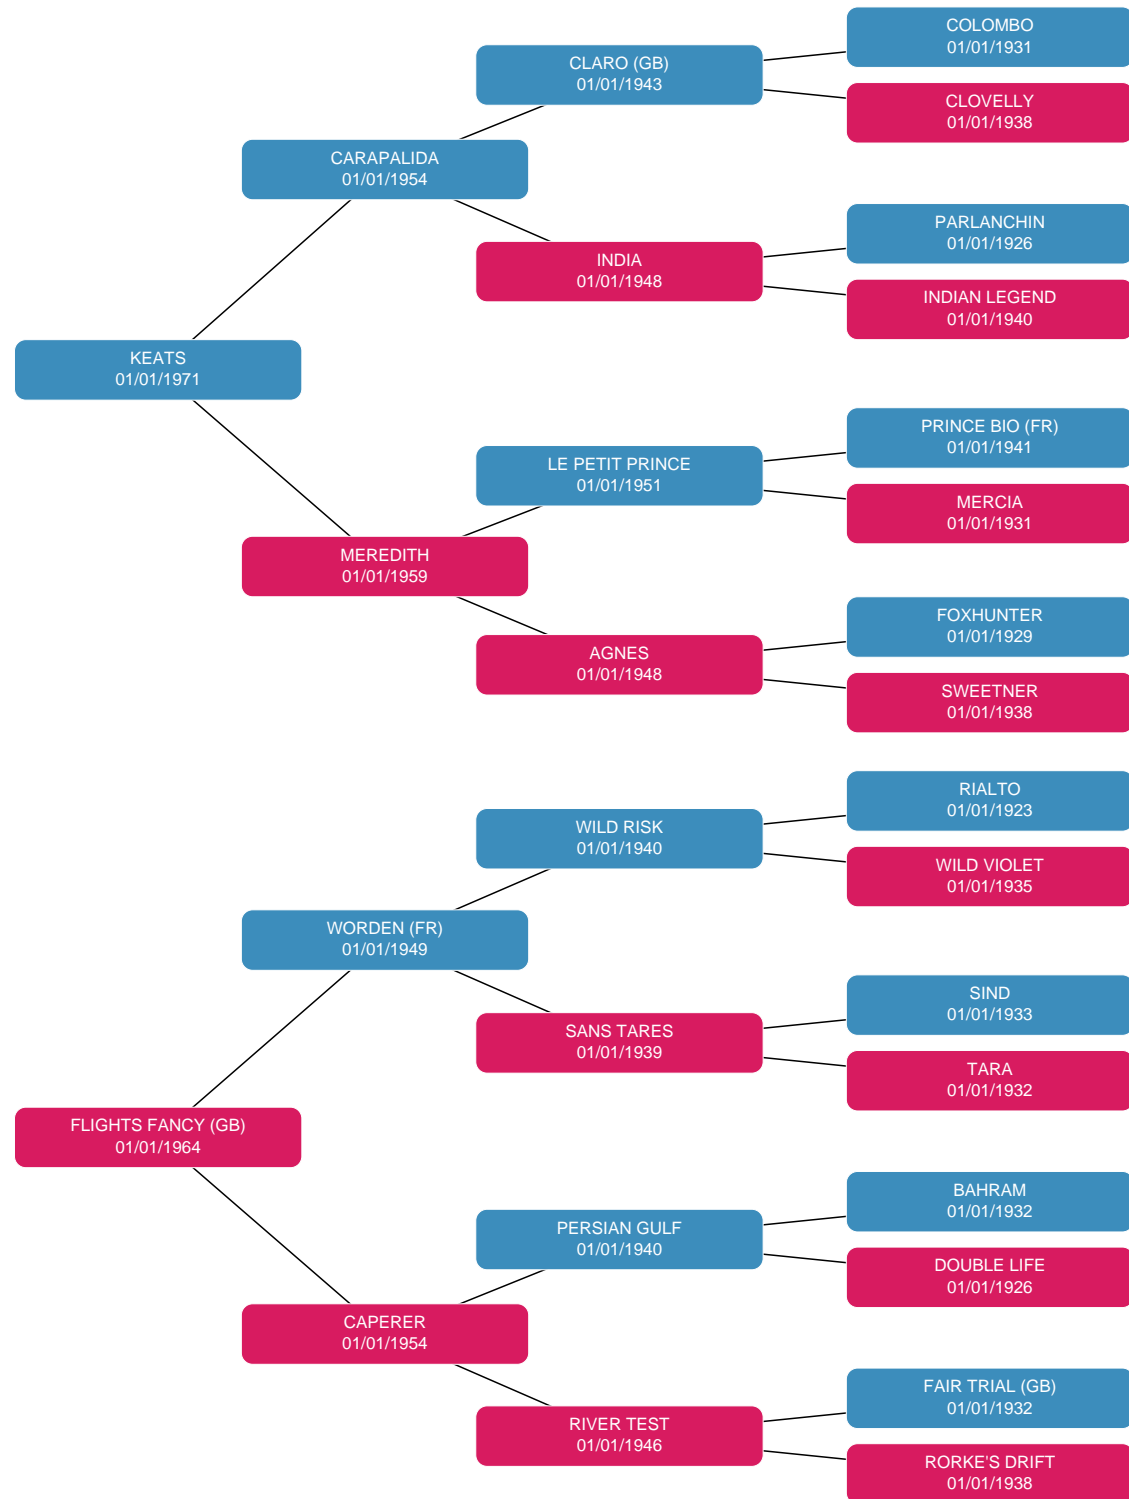 COLOMBO
01/01/1931
CLARO (GB)
01/01/1943
CLOVELLY
01/01/1938
CARAPALIDA
01/01/1954
PARLANCHIN
01/01/1926
INDIA
01/01/1948
INDIAN LEGEND
01/01/1940
KEATS
01/01/1971
PRINCE BIO (FR)
01/01/1941
LE PETIT PRINCE
01/01/1951
MERCIA
01/01/1931
MEREDITH
01/01/1959
FOXHUNTER
01/01/1929
AGNES
01/01/1948
SWEETNER
01/01/1938
RIALTO
01/01/1923
WILD RISK
01/01/1940
WILD VIOLET
01/01/1935
WORDEN (FR)
01/01/1949
SIND
01/01/1933
SANS TARES
01/01/1939
TARA
01/01/1932
FLIGHTS FANCY (GB)
01/01/1964
BAHRAM
01/01/1932
PERSIAN GULF
01/01/1940
DOUBLE LIFE
01/01/1926
CAPERER
01/01/1954
FAIR TRIAL (GB)
01/01/1932
RIVER TEST
01/01/1946
RORKE'S DRIFT
01/01/1938